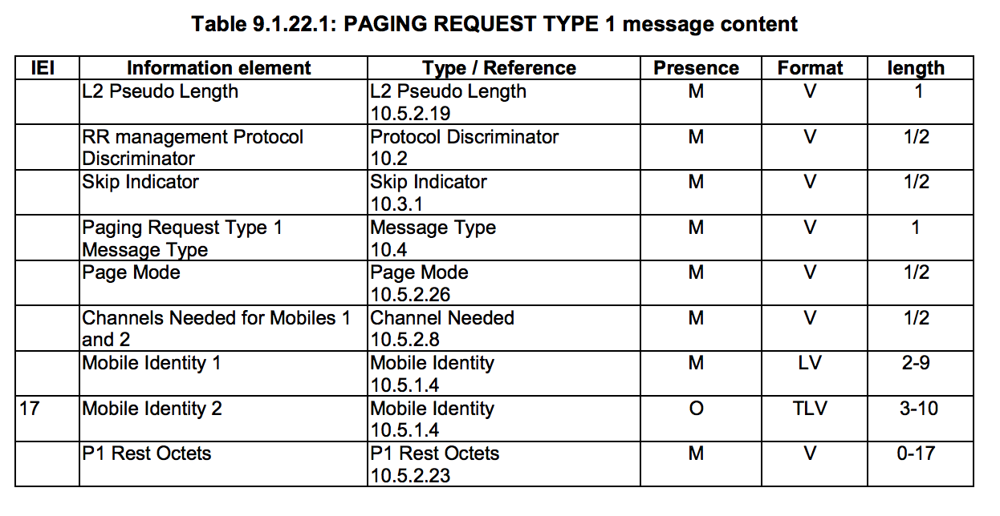 Table 9.1.22.1: PAGING REQUEST TYPE 1 message content
IEI Information element Type / Reference Presence Format length
L2 Pseudo Length L2 Pseudo Length M V 1
10.5.2.19
RR management Protocol Protocol Discriminator M V 1/2
Discriminator 10.2
Skip Indicator Skip Indicator M V 1/2
10.3.1
Paging Request Type 1 Message Type M V 1
Message Type 10.4
Page Mode Page Mode M V 1/2
10.5.2.26
Channels Needed for Mobiles 1 Channel Needed M V 1/2
and 2 10.5.2.8
Mobile Identity 1 Mobile Identity M LV 2-9
10.5.1.4
17 Mobile Identity 2 Mobile Identity O TLV 3-10
10.5.1.4
P1 Rest Octets P1 Rest Octets M V 0-17
10.5.2.23